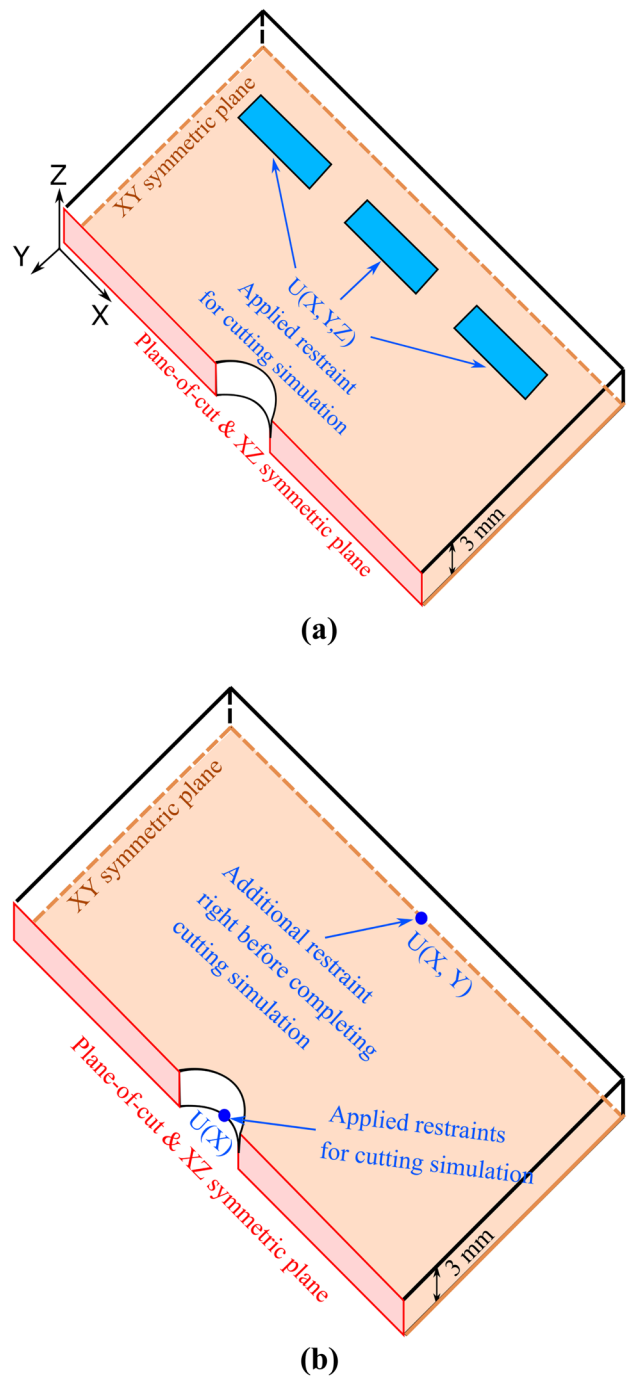 XY symmetric plane
Z
Y
X
U(X,Y,Z)
Applied restraint
for cutting simulation
Plane-of-cut & XZ symmetric plane
3 mm
(a)
XY symmetric plane
Additional restraint
right before completing
cutting simulation
U(X, Y)
U(X)
Applied restraints
for cutting simulation
Plane-of-cut & XZ symmetric plane
3 mm
(b)